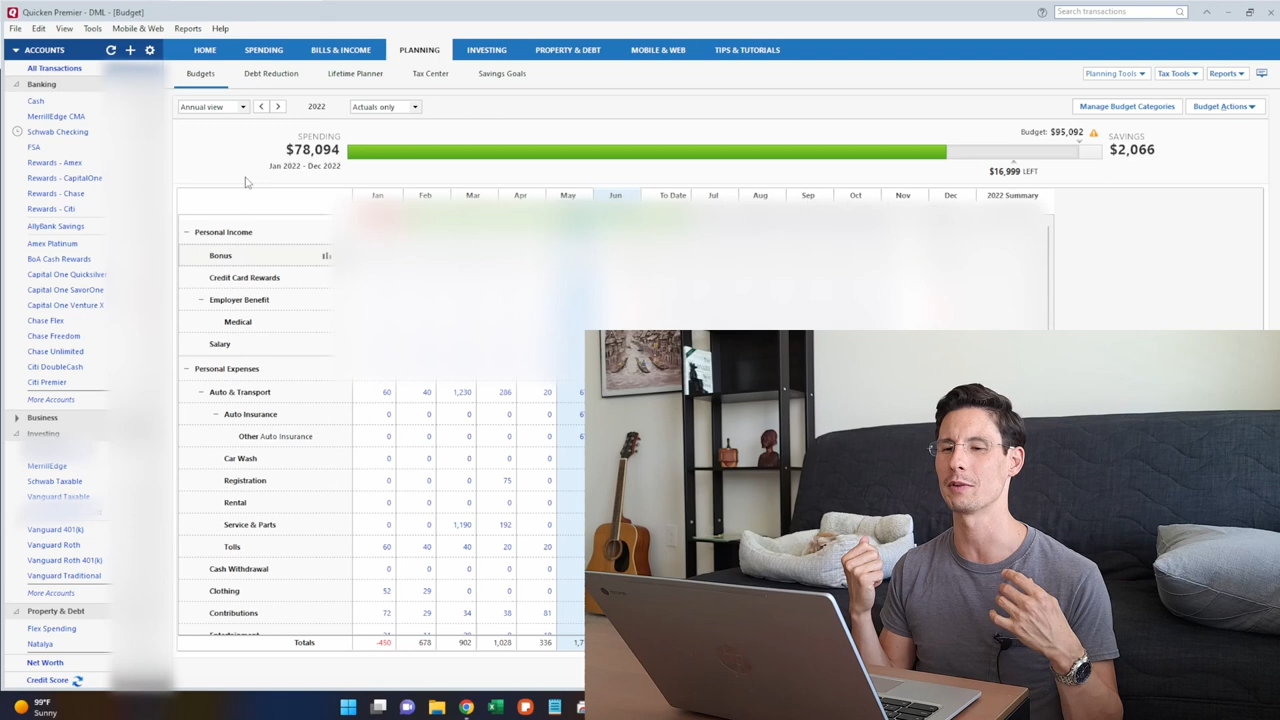 Quicken Premier - DML - [Budget]
Search transactions
File Edit View Tools Mobile & Web Reports Help
ACCOUNTS
HOME SPENDING BILLS & INCOME PLANNING INVESTING PROPERTY & DEBT MOBILE & WEB TIPS & TUTORIALS
All Transactions
Budgets Debt Reduction Lifetime Planner Tax Center Savings Goals
Planning Tools Tax Tools Reports
Banking
Cash
MerrillEdge CMA
Schwab Checking
FSA
Rewards - Amex
Rewards - CapitalOne
Rewards - Chase
Rewards - Citi
AllyBank Savings
Amex Platinum
BoA Cash Rewards
Capital One Quicksilver
Capital One SavorOne
Capital One Venture X
Chase Flex
Chase Freedom
Chase Unlimited
Citi DoubleCash
Citi Premier
More Accounts
Business
Investing
MerrillEdge
Schwab Taxable
Vanguard Taxable
Vanguard 401(k)
Vanguard Roth
Vanguard Roth 401(k)
Vanguard Traditional
More Accounts
Property & Debt
Flex Spending
Natalya
Net Worth
Credit Score
Annual view 2022 Actuals only
Manage Budget Categories Budget Actions
SPENDING
$78,094
Jan 2022 - Dec 2022
Budget: $95,092
$16,999 LEFT
SAVINGS
$2,066
Jan Feb Mar Apr May Jun To Date Jul Aug Sep Oct Nov Dec 2022 Summary
Personal Income
Bonus
Credit Card Rewards
Employer Benefit
Medical
Salary
Personal Expenses
Auto & Transport 60 40 1,230 286 20
Auto Insurance 0 0 0 0 0
Other Auto Insurance 0 0 0 0 0
Car Wash 0 0 0 0 0
Registration 0 0 0 75 0
Rental 0 0 0 0 0
Service & Parts 0 0 1,190 192 0
Tolls 60 40 40 20 20
Cash Withdrawal 0 0 0 0 0
Clothing 52 29 0 0 0
Contributions 72 29 34 38 81
Totals -450 678 902 1,028 336
99°F
Sunny